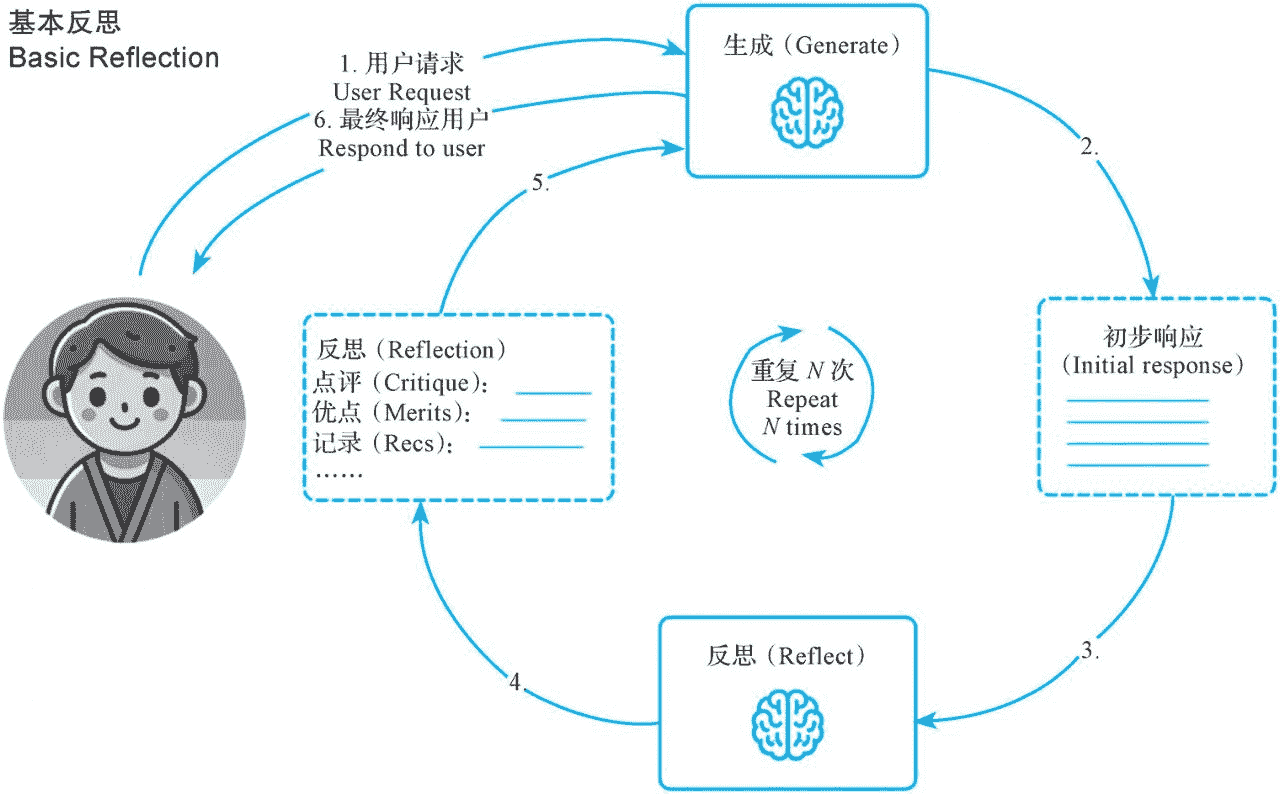 基本反思
Basic Reflection
1. 用户请求
User Request
6. 最终响应用户
Respond to user
生成（Generate）
2.
初步响应
（Initial response）
3.
反思（Reflect）
4.
反思（Reflection）
点评（Critique）：
优点（Merits）：
记录（Recs）：
……
5.
重复 N 次
Repeat
N times